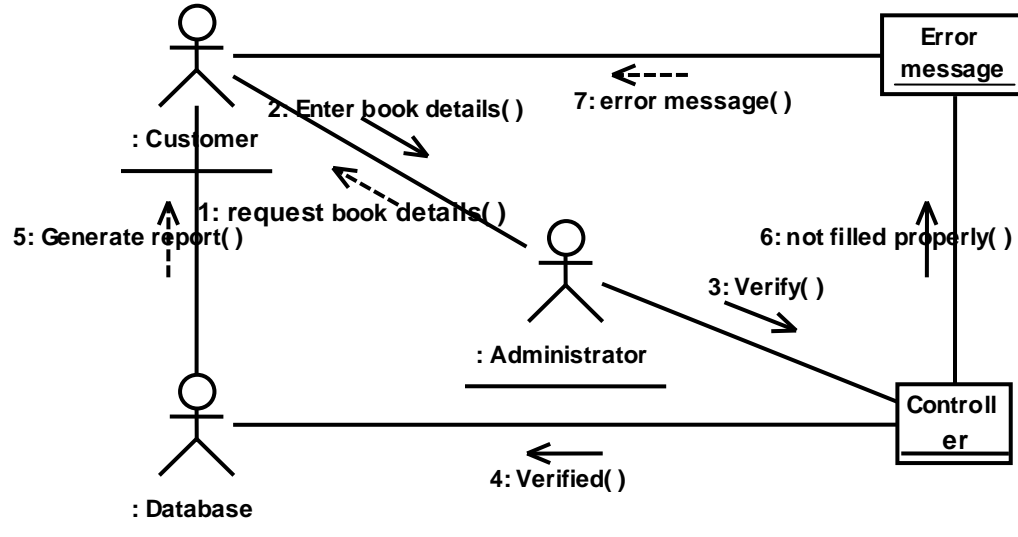 Error
message
7: error message( )
2: Enter book details( )
: Customer
1: request book details( )
5: Generate report( )
6: not filled properly( )
3: Verify( )
: Administrator
Controll
er
4: Verified( )
: Database